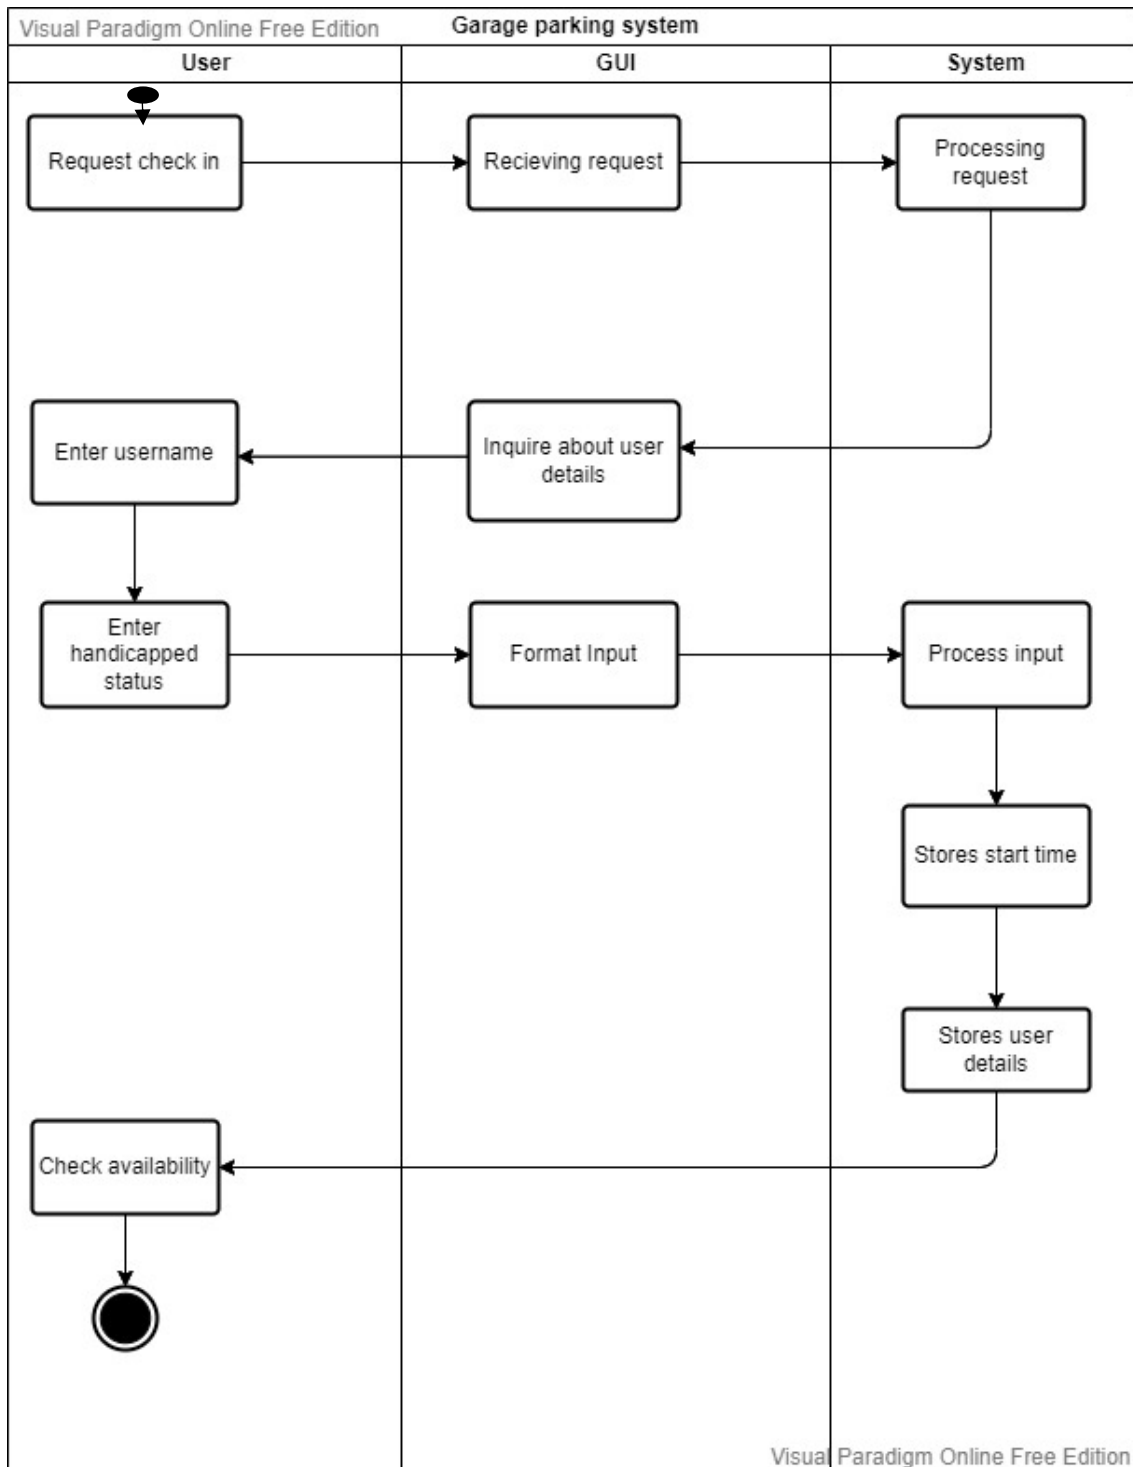 Visual Paradigm Online Free Edition
Garage parking system
User
GUI
System
Request check in
Recieving request
Processing
request
Enter username
Inquire about user
details
Enter
handicapped
status
Format Input
Process input
Stores start time
Stores user
details
Check availability
Visual Paradigm Online Free Edition